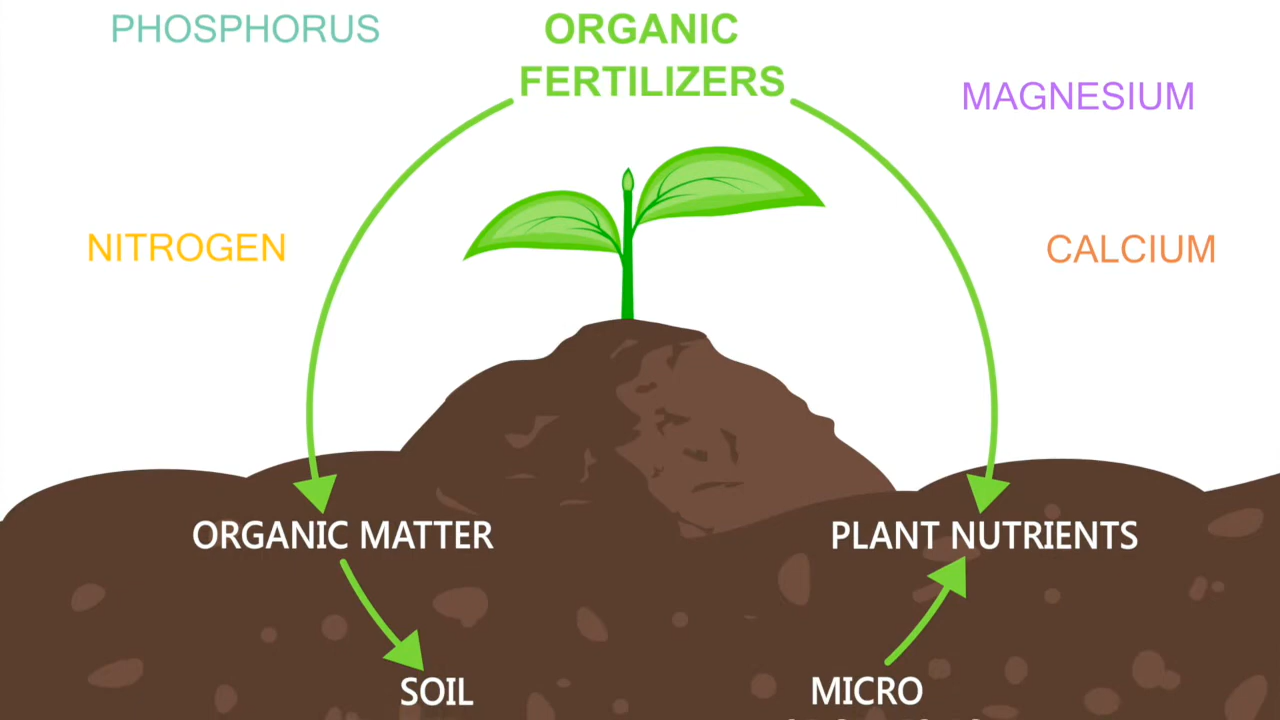 PHOSPHORUS
ORGANIC
FERTILIZERS
MAGNESIUM
NITROGEN
CALCIUM
ORGANIC MATTER
PLANT NUTRIENTS
SOIL
MICRO